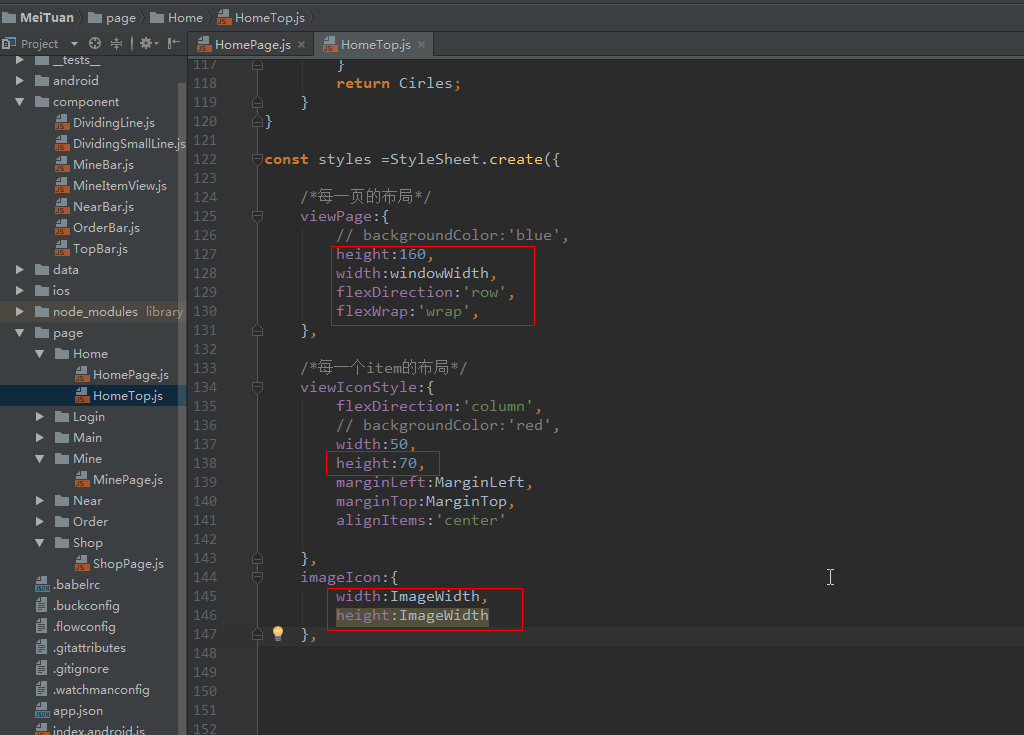 MeiTuan page Home HomeTop.js
Project HomePage.js × HomeTop.js ×
__tests__
android
component
DividingLine.js
DividingSmallLine.js
MineBar.js
MineItemView.js
NearBar.js
OrderBar.js
TopBar.js
data
ios
node_modules library
page
Home
HomePage.js
HomeTop.js
Login
Main
Mine
MinePage.js
Near
Order
Shop
ShopPage.js
.babelrc
.buckconfig
.flowconfig
.gitattributes
.gitignore
.watchmanconfig
app.json
index.android.js
117 }
118 return Cirles;
119 }
120 }
121
122 const styles =StyleSheet.create({
123
124 /*每一页的布局*/
125 viewPage:{
126 // backgroundColor:'blue',
127 height:160,
128 width:windowWidth,
129 flexDirection:'row',
130 flexWrap:'wrap',
131 },
132
133 /*每一个item的布局*/
134 viewIconStyle:{
135 flexDirection:'column',
136 // backgroundColor:'red',
137 width:50,
138 height:70,
139 marginLeft:MarginLeft,
140 marginTop:MarginTop,
141 alignItems:'center'
142
143 },
144 imageIcon:{
145 width:ImageWidth,
146 height:ImageWidth
147 },
148
149
150
151
152